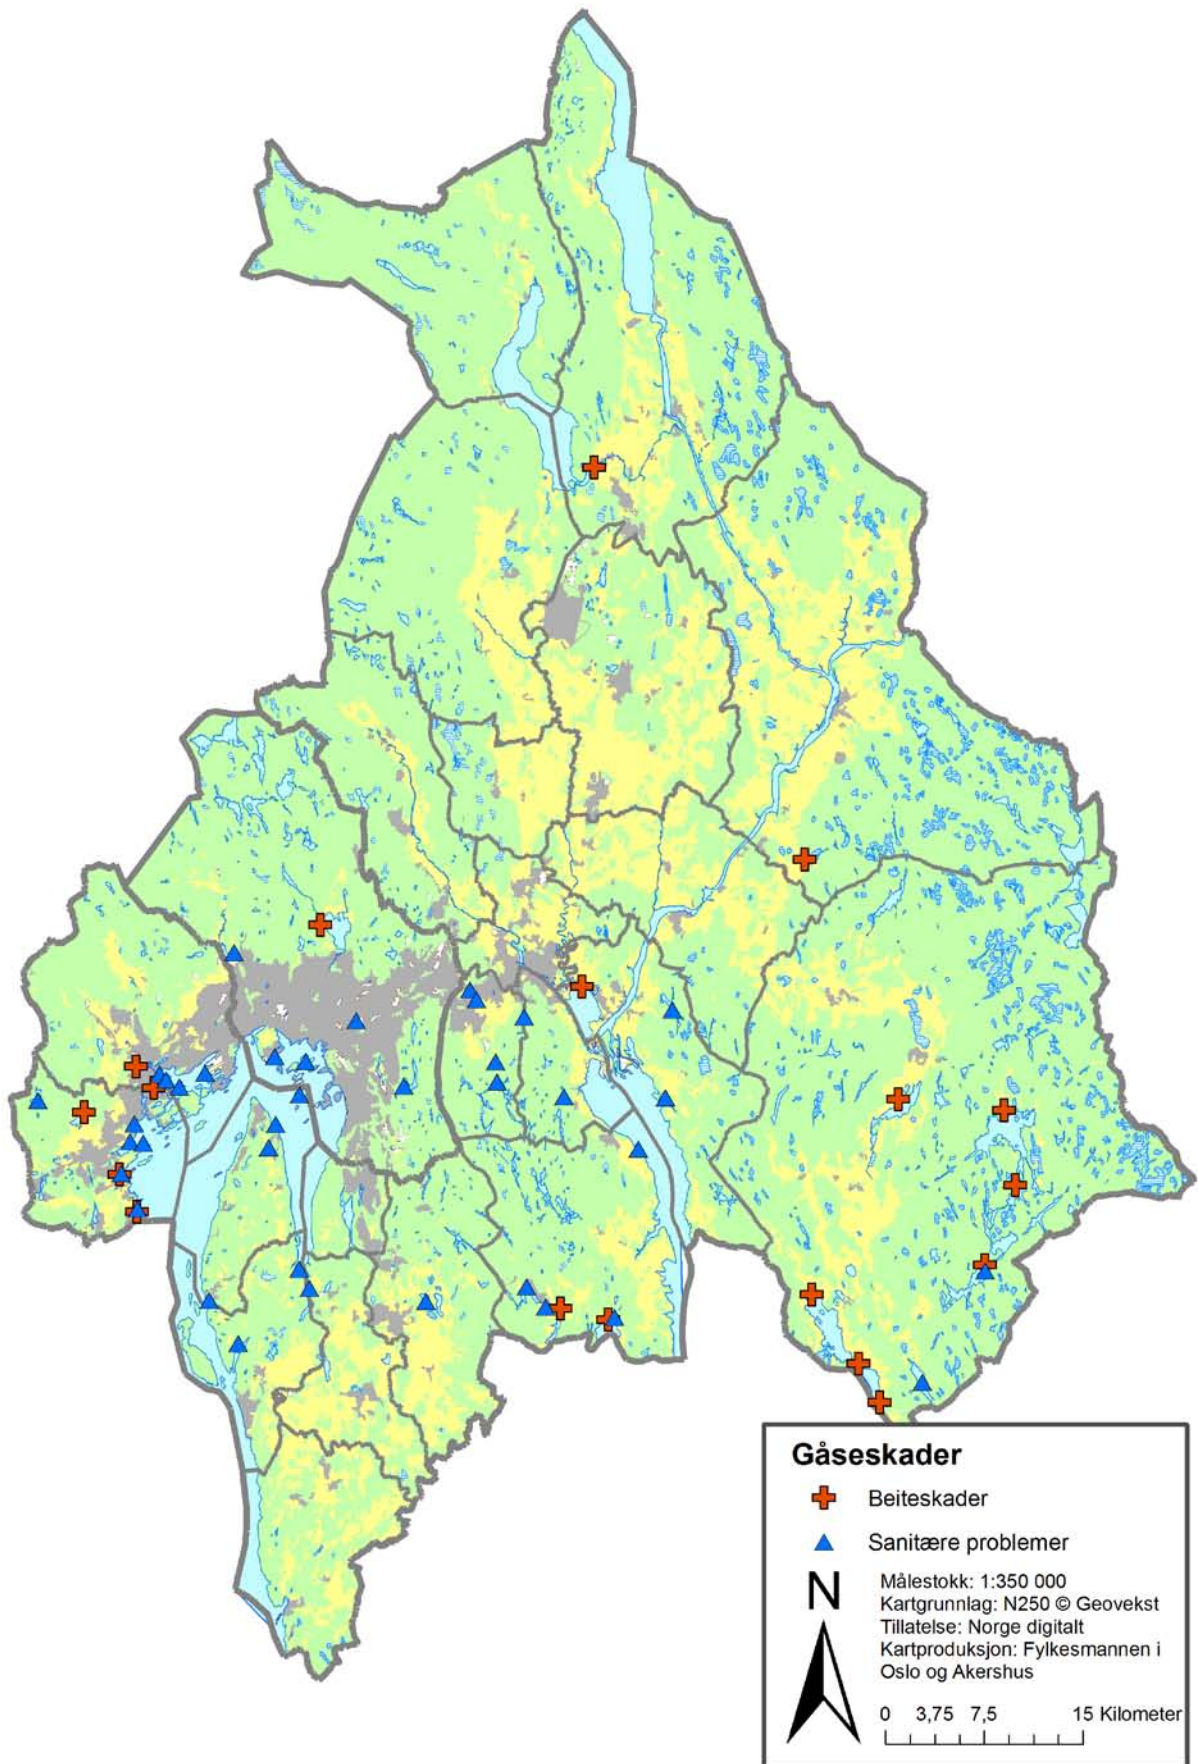 Gåseskader
Beiteskader
Sanitære problemer
N
Målestokk: 1:350 000
Kartgrunnlag: N250 © Geovekst
Tillatelse: Norge digitalt
Kartproduksjon: Fylkesmannen i
Oslo og Akershus
0 3,75 7,5 15 Kilometer